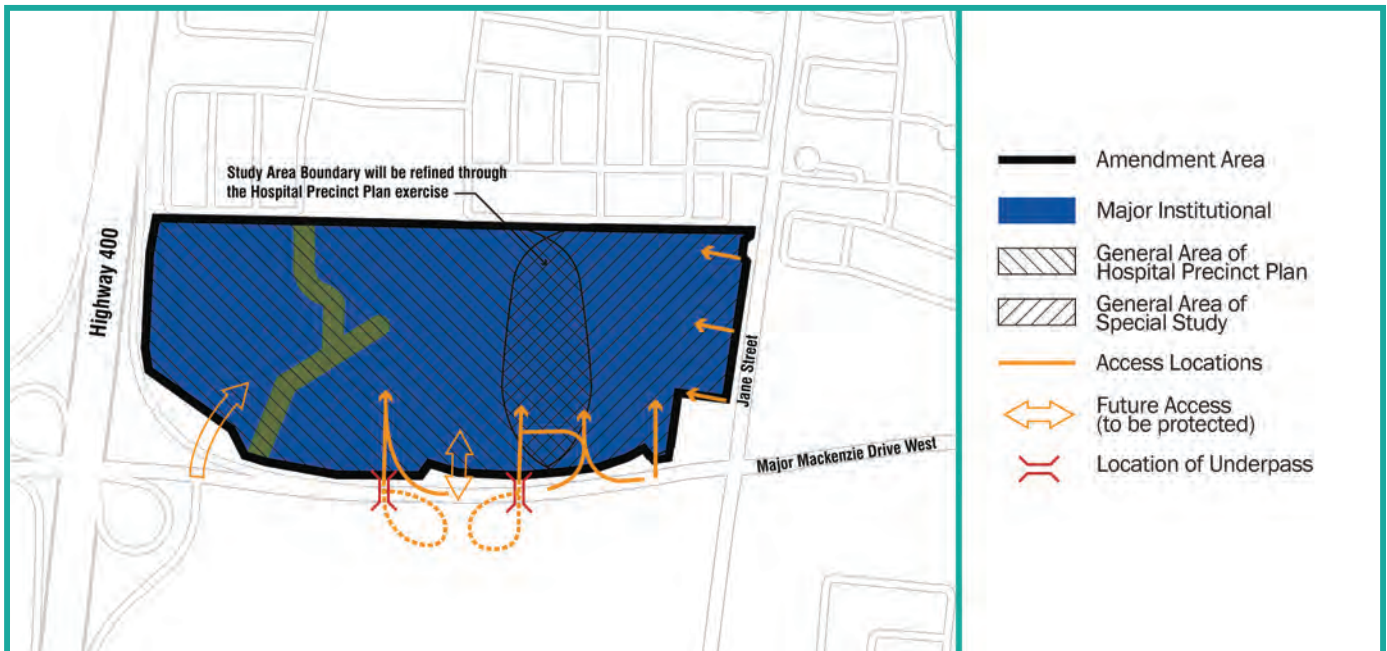 Study Area Boundary will be refined through
the Hospital Precinct Plan exercise
Highway 400
Jane Street
Major Mackenzie Drive West
Amendment Area
Major Institutional
General Area of
Hospital Precinct Plan
General Area of
Special Study
Access Locations
Future Access
(to be protected)
Location of Underpass